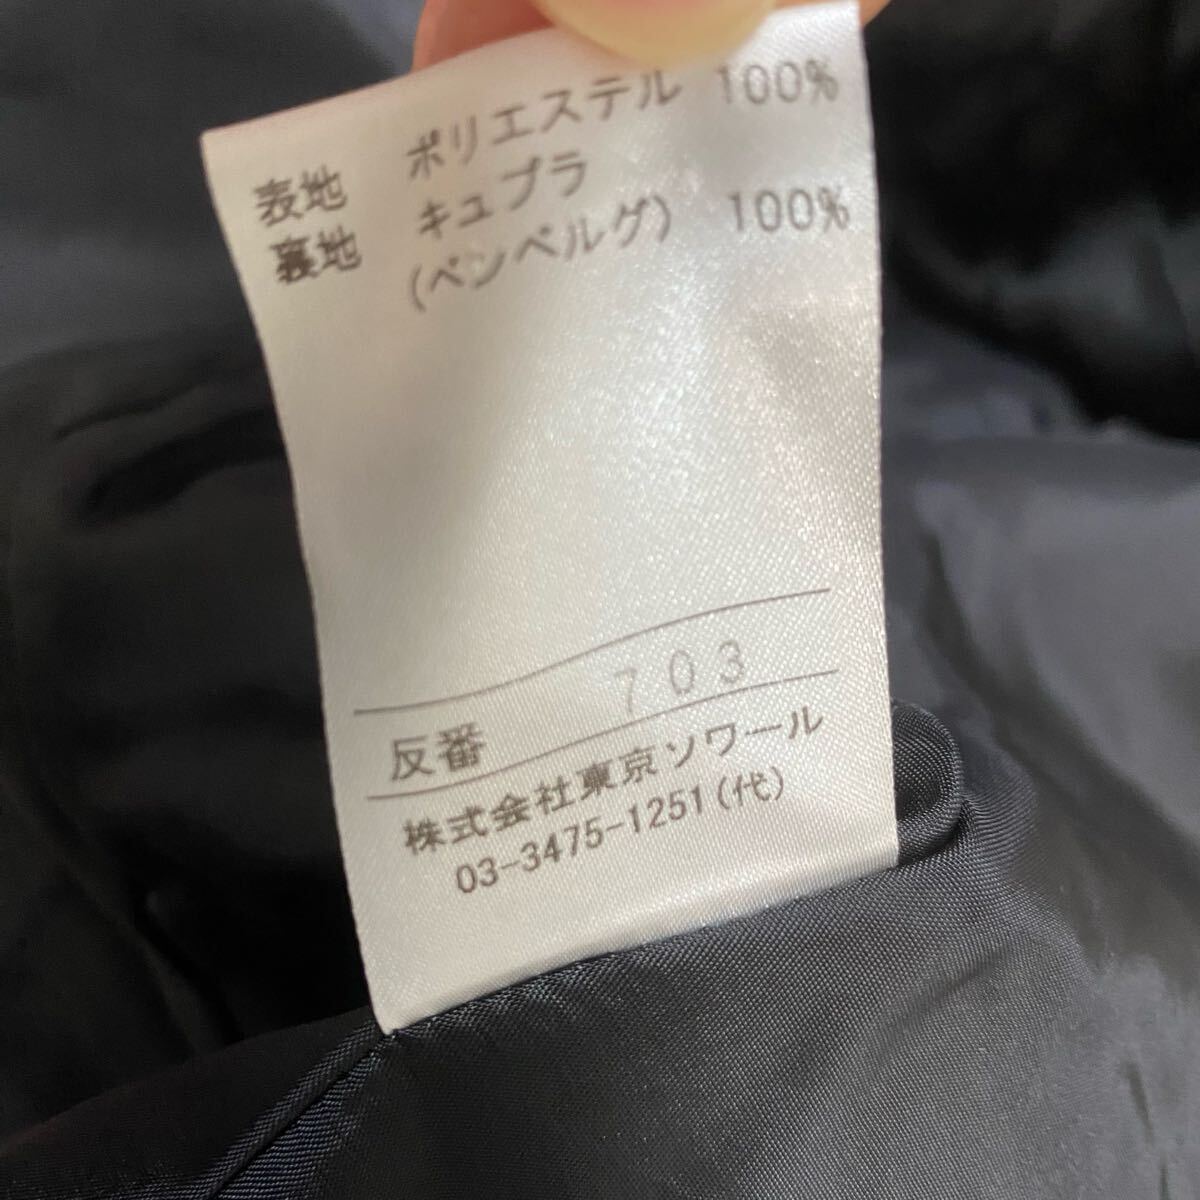 表地 ポリエステル 100%
裏地 キュプラ
(ベンベルグ) 100%
反番 703
株式会社東京ソワール
03-3475-1251(代)